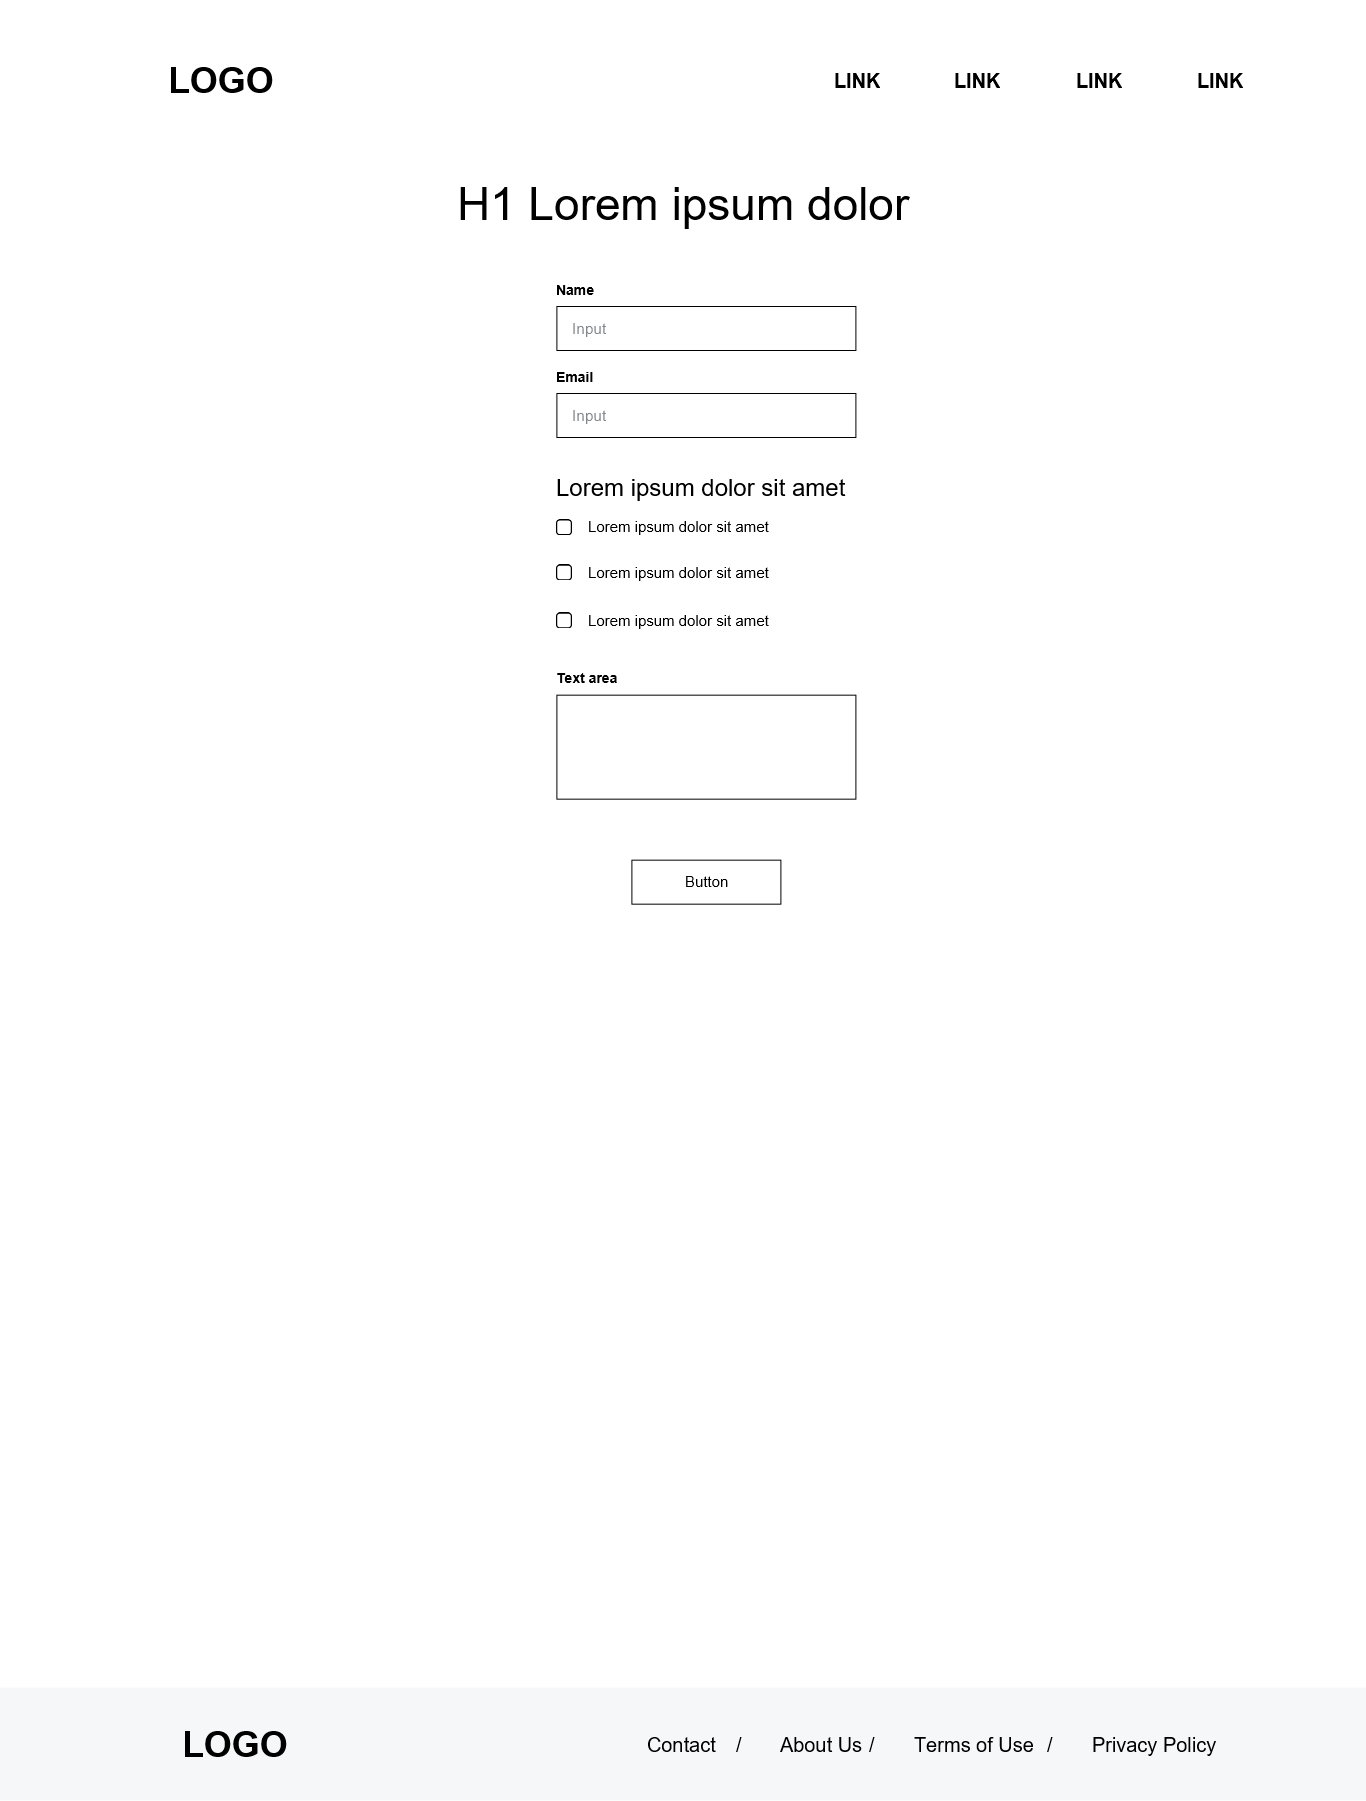 LOGO LINK LINK LINK LINK
H1 Lorem ipsum dolor
Name
Input
Email
Input
Lorem ipsum dolor sit amet
Lorem ipsum dolor sit amet
Lorem ipsum dolor sit amet
Lorem ipsum dolor sit amet
Text area
Button
LOGO Contact / About Us / Terms of Use / Privacy Policy